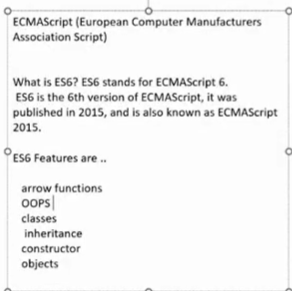 ECMAScript (European Computer Manufacturers
Association Script)
What is ES6? ES6 stands for ECMAScript 6.
ES6 is the 6th version of ECMAScript, it was
published in 2015, and is also known as ECMAScript
2015.
ES6 Features are ..
arrow functions
OOPS
classes
inheritance
constructor
objects